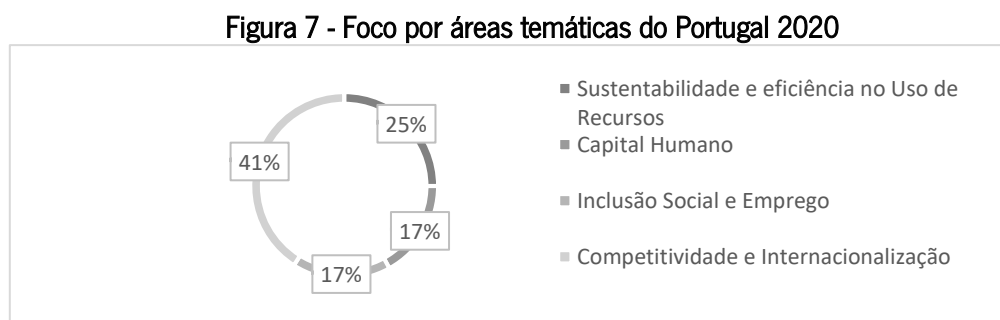 Figura 7 - Foco por áreas temáticas do Portugal 2020
25%
41%
17%
17%
Sustentabilidade e eficiência no Uso de
Recursos
Capital Humano
Inclusão Social e Emprego
Competitividade e Internacionalização